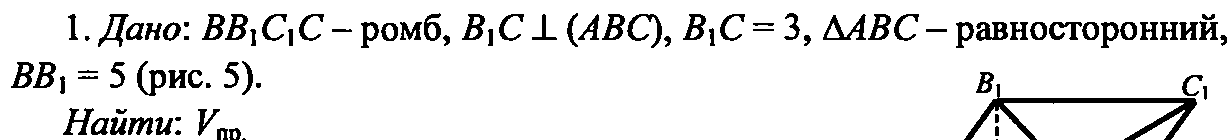 1. Дано: BB₁C₁C – ромб, B₁C ⊥ (ABC), B₁C = 3, ΔABC – равносторонний,
BB₁ = 5 (рис. 5).
B₁ C₁
Найти: Vпр.